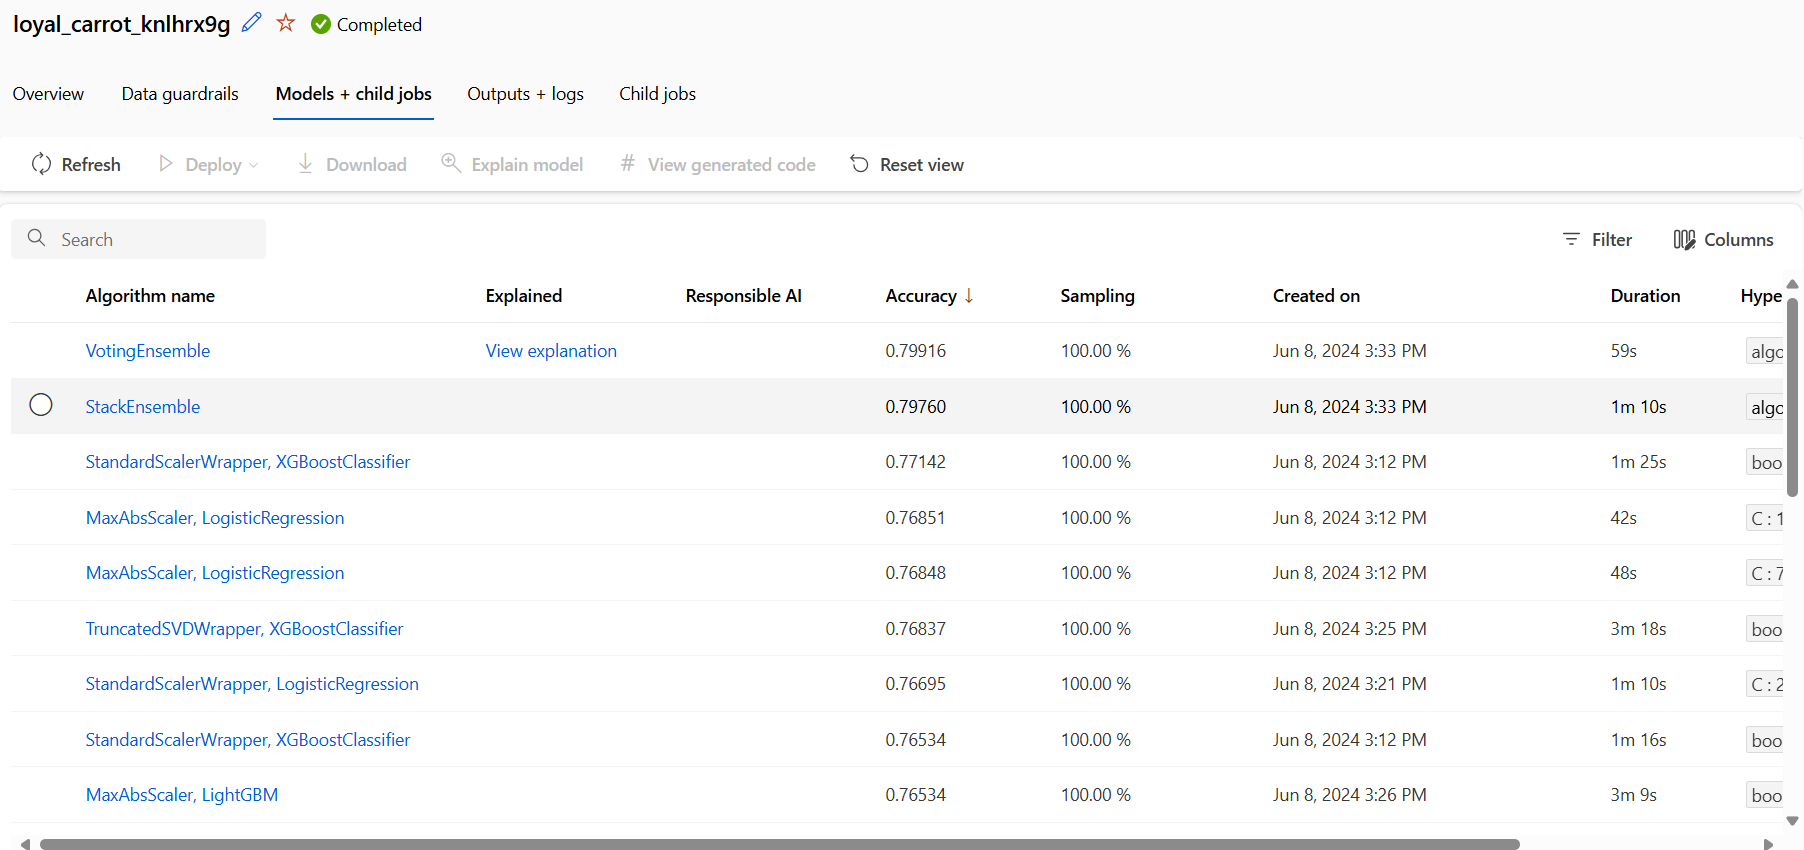 loyal_carrot_knlhrx9g Completed
Overview Data guardrails Models + child jobs Outputs + logs Child jobs
Refresh Deploy Download Explain model # View generated code Reset view
Search Filter Columns
Algorithm name Explained Responsible AI Accuracy ↓ Sampling Created on Duration Hype
VotingEnsemble View explanation 0.79916 100.00 % Jun 8, 2024 3:33 PM 59s algo
StackEnsemble 0.79760 100.00 % Jun 8, 2024 3:33 PM 1m 10s algo
StandardScalerWrapper, XGBoostClassifier 0.77142 100.00 % Jun 8, 2024 3:12 PM 1m 25s boo
MaxAbsScaler, LogisticRegression 0.76851 100.00 % Jun 8, 2024 3:12 PM 42s C : 1
MaxAbsScaler, LogisticRegression 0.76848 100.00 % Jun 8, 2024 3:12 PM 48s C : 7
TruncatedSVDWrapper, XGBoostClassifier 0.76837 100.00 % Jun 8, 2024 3:25 PM 3m 18s boo
StandardScalerWrapper, LogisticRegression 0.76695 100.00 % Jun 8, 2024 3:21 PM 1m 10s C : 2
StandardScalerWrapper, XGBoostClassifier 0.76534 100.00 % Jun 8, 2024 3:12 PM 1m 16s boo
MaxAbsScaler, LightGBM 0.76534 100.00 % Jun 8, 2024 3:26 PM 3m 9s boo